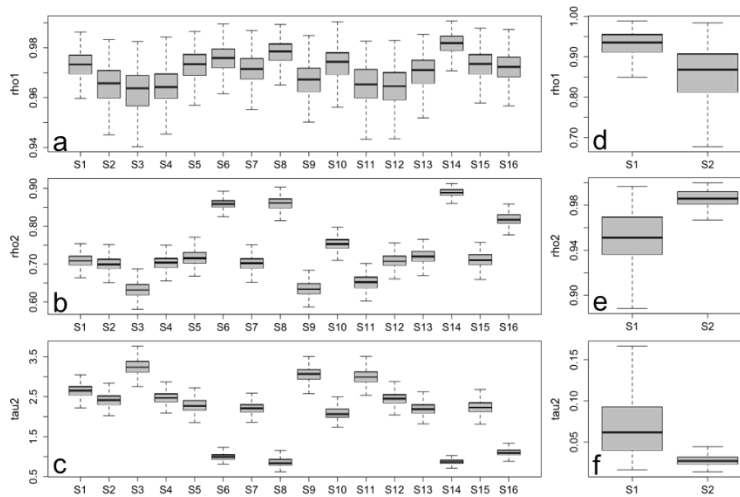 0.98
0.96
0.94
rho1
a
S1 S2 S3 S4 S5 S6 S7 S8 S9 S10 S11 S12 S13 S14 S15 S16
1.00
0.90
0.80
0.70
rho1
d
S1 S2
0.90
0.80
0.70
0.60
rho2
b
S1 S2 S3 S4 S5 S6 S7 S8 S9 S10 S11 S12 S13 S14 S15 S16
0.98
0.94
0.90
rho2
e
S1 S2
3.5
2.5
1.5
0.5
tau2
c
S1 S2 S3 S4 S5 S6 S7 S8 S9 S10 S11 S12 S13 S14 S15 S16
0.15
0.10
0.05
tau2
f
S1 S2